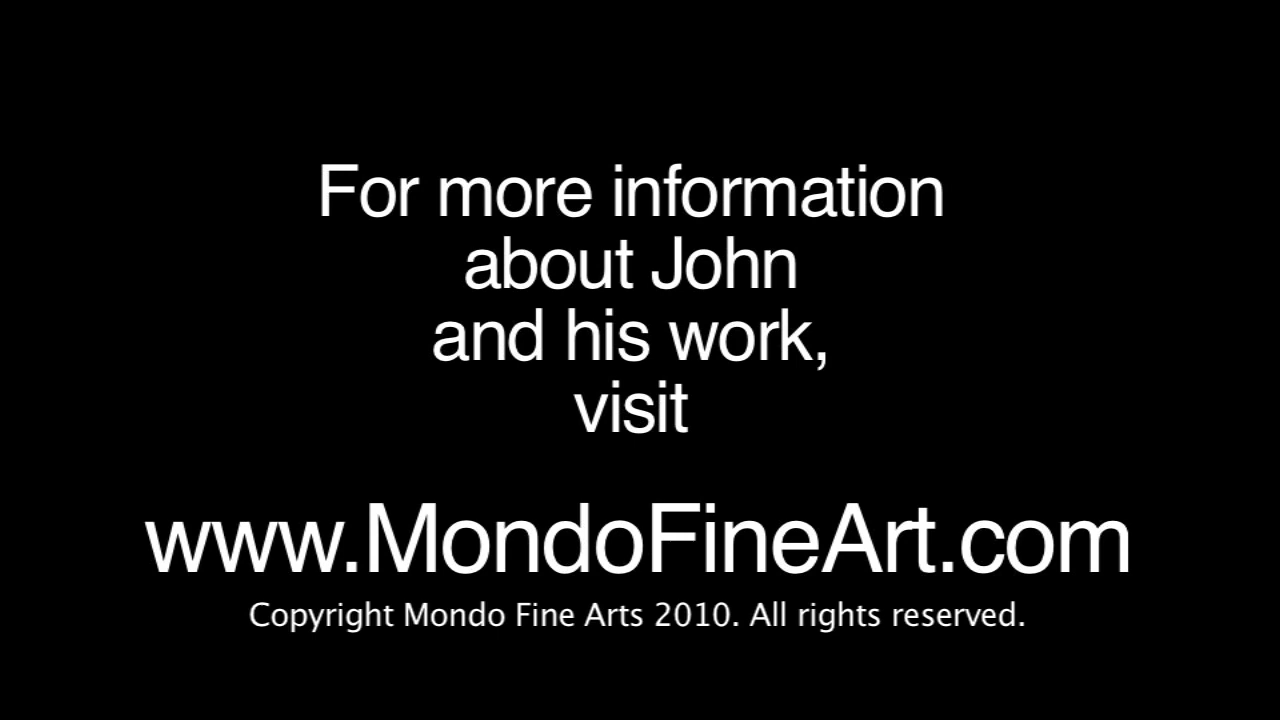 For more information
about John
and his work,
visit
www.MondoFineArt.com
Copyright Mondo Fine Arts 2010. All rights reserved.